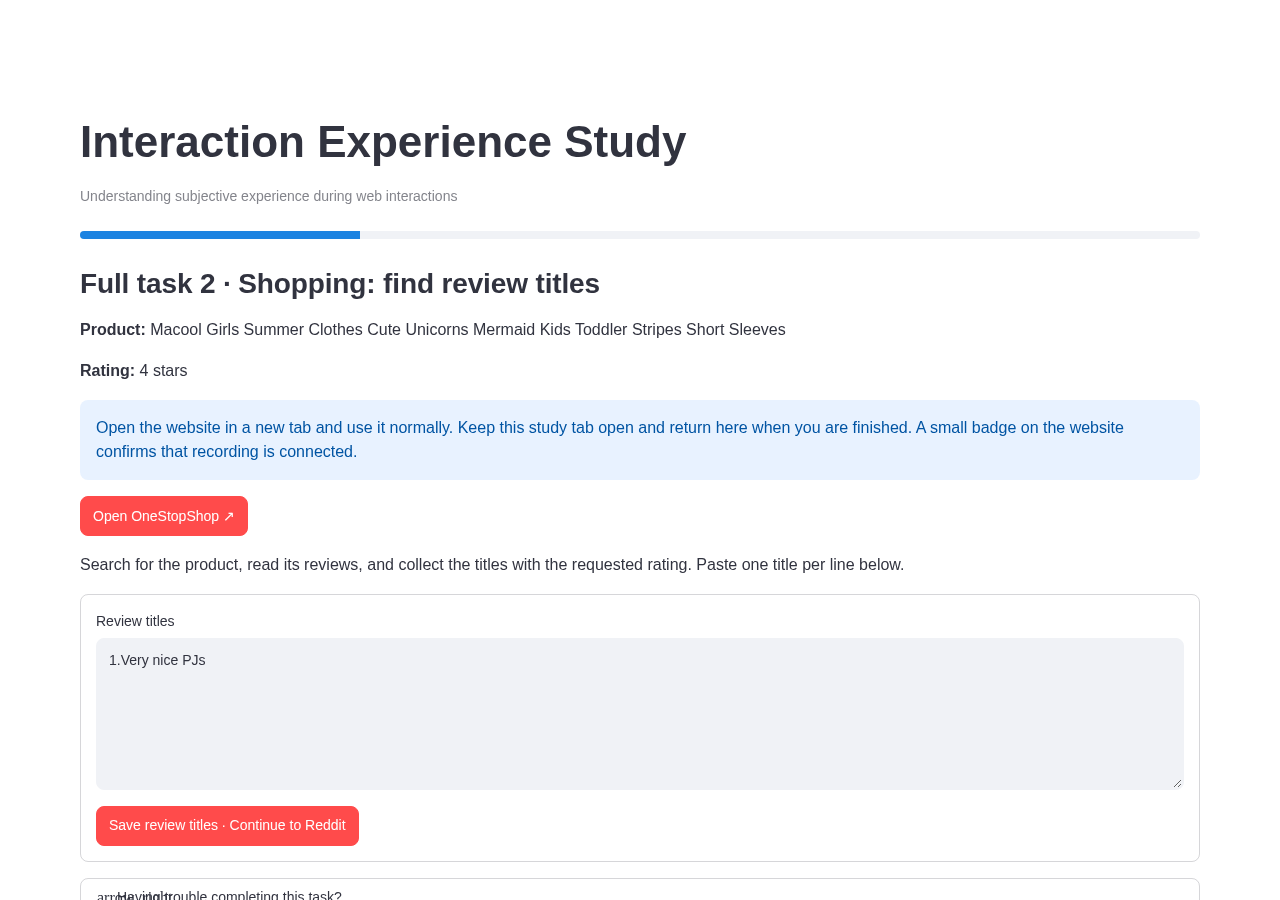 Interaction Experience Study
Understanding subjective experience during web interactions
Full task 2 · Shopping: find review titles
Product: Macool Girls Summer Clothes Cute Unicorns Mermaid Kids Toddler Stripes Short Sleeves
Rating: 4 stars
Open the website in a new tab and use it normally. Keep this study tab open and return here when you are finished. A small badge on the website
confirms that recording is connected.
Open OneStopShop ↗
Search for the product, read its reviews, and collect the titles with the requested rating. Paste one title per line below.
Review titles
1.Very nice PJs
Save review titles · Continue to Reddit
Having trouble completing this task?